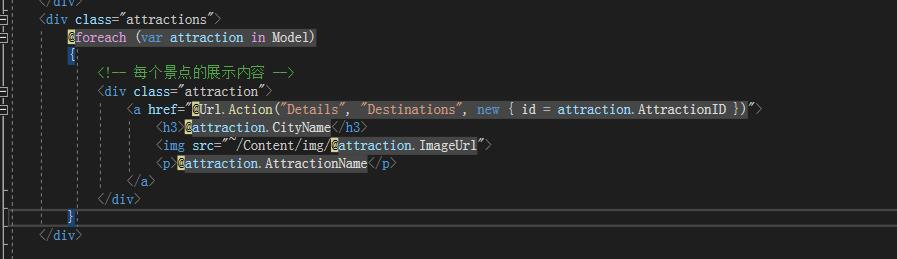 </div>
<div class="attractions">
@foreach (var attraction in Model)
{
<!-- 每个景点的展示内容 -->
<div class="attraction">
<a href="@Url.Action("Details", "Destinations", new { id = attraction.AttractionID })">
<h3>@attraction.CityName</h3>
<img src="~/Content/img/@attraction.ImageUrl">
<p>@attraction.AttractionName</p>
</a>
</div>
}
</div>